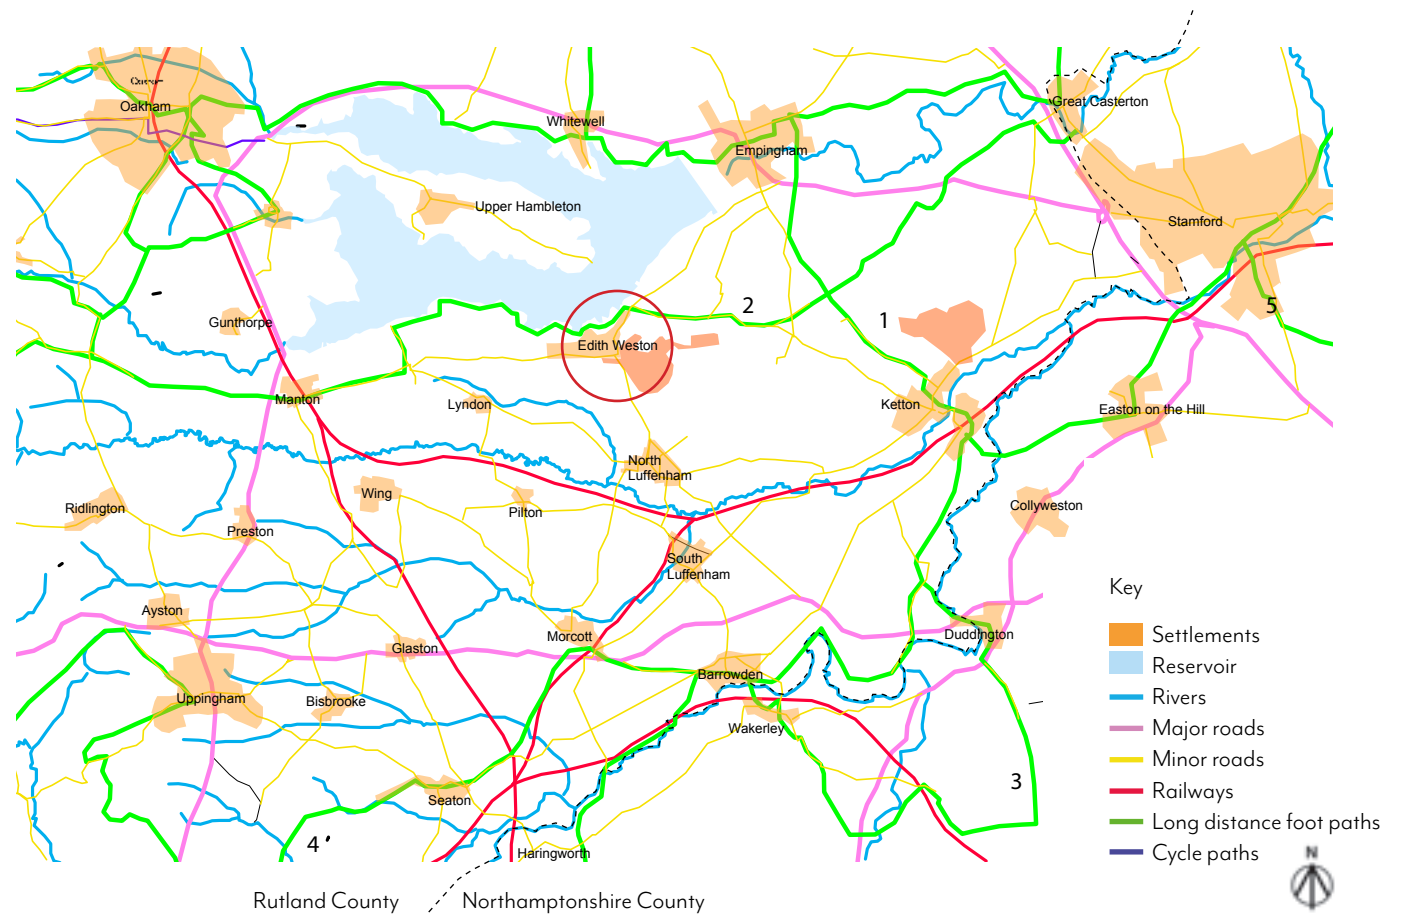 Oakham
Whitewell
Great Casterton
Empingham
Upper Hambleton
Stamford
Gunthorpe
2
1
5
Edith Weston
Manton
Lyndon
Ketton
Easton on the Hill
North
Luffenham
Wing
Ridlington
Pilton
Collyweston
Preston
South
Luffenham
Key
Ayston
Morcott
Duddington
Settlements
Glaston
Reservoir
Barrowden
Rivers
Uppingham
Bisbrooke
Wakerley
Major roads
Minor roads
3
Railways
Seaton
Long distance foot paths
4
Haringworth
Cycle paths
N
Rutland County
Northamptonshire County